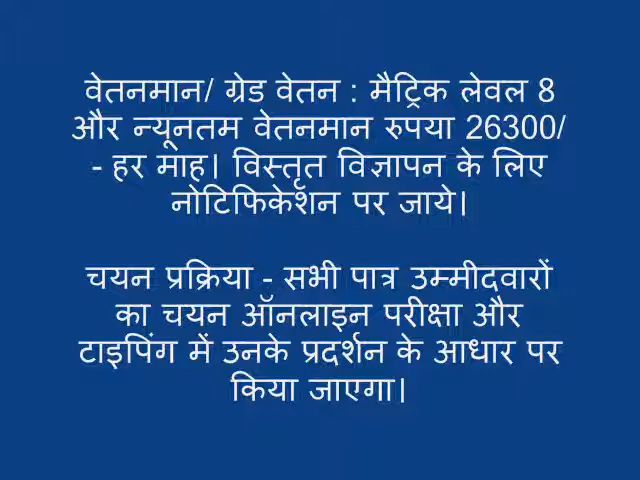 वेतनमान/ ग्रेड वेतन : मैट्रिक लेवल 8
और न्यूनतम वेतनमान रुपया 26300/
- हर माह। विस्तृत विज्ञापन के लिए
नोटिफिकेशन पर जाये।
चयन प्रक्रिया - सभी पात्र उम्मीदवारों
का चयन ऑनलाइन परीक्षा और
टाइपिंग में उनके प्रदर्शन के आधार पर
किया जाएगा।